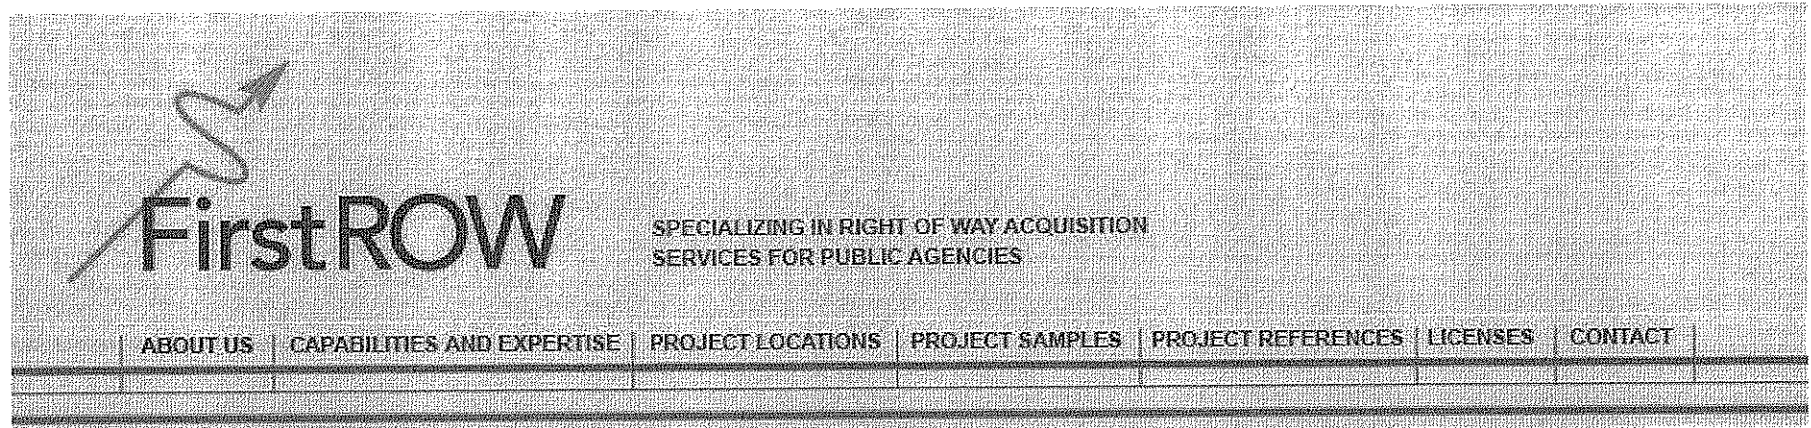 FirstROW
SPECIALIZING IN RIGHT OF WAY ACQUISITION
SERVICES FOR PUBLIC AGENCIES
ABOUT US | CAPABILITIES AND EXPERTISE | PROJECT LOCATIONS | PROJECT SAMPLES | PROJECT REFERENCES | LICENSES | CONTACT |